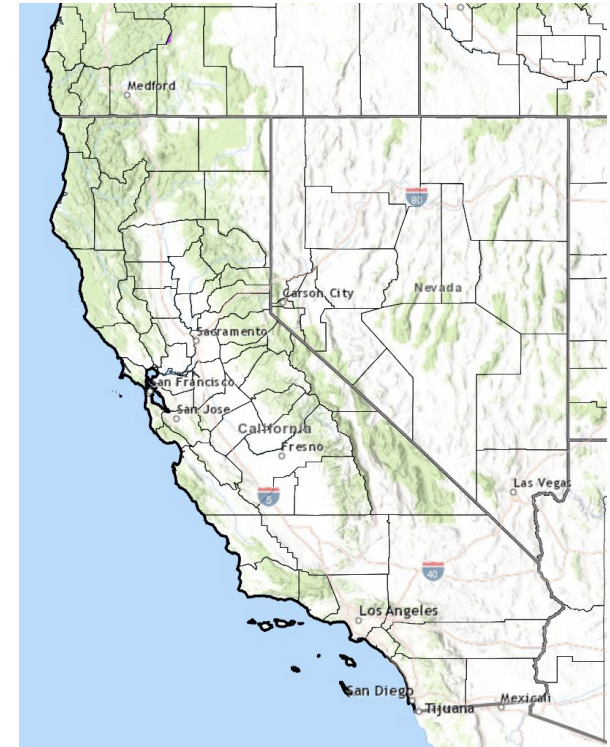 Medford
80
Nevada
Carson City
Sacramento
San Francisco
San Jose
California
Fresno
Las Vegas
5
40
Los Angeles
San Diego
Mexicali
Tijuana